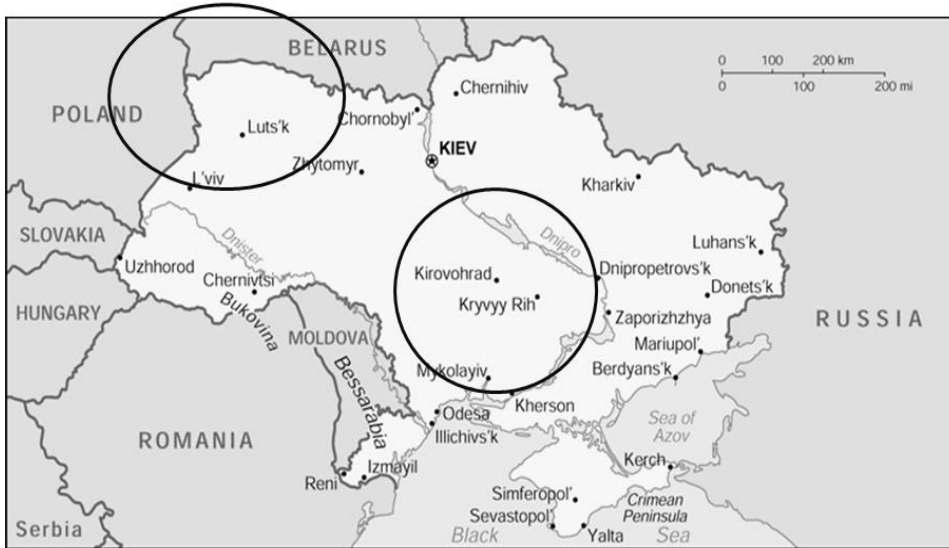 BELARUS
0 100 200 km
0 100 200 mi
Chernihiv
POLAND
Chornobyl'
Luts'k
KIEV
Zhytomyr
L'viv
Kharkiv
SLOVAKIA
Dnister
Dnipro
Luhans'k
Uzhhorod
Chernivtsi
Kirovohrad
Dnipropetrovs'k
Donets'k
HUNGARY
Bukovina
Kryvyy Rih
Zaporizhzhya
RUSSIA
MOLDOVA
Mariupol'
Mykolayiv
Berdyans'k
Bessarabia
Kherson
Odesa
Sea of
Azov
ROMANIA
Illichivs'k
Kerch
Reni
Izmayil
Simferopol'
Crimean
Peninsula
Sevastopol'
Serbia
Black Sea
Yalta